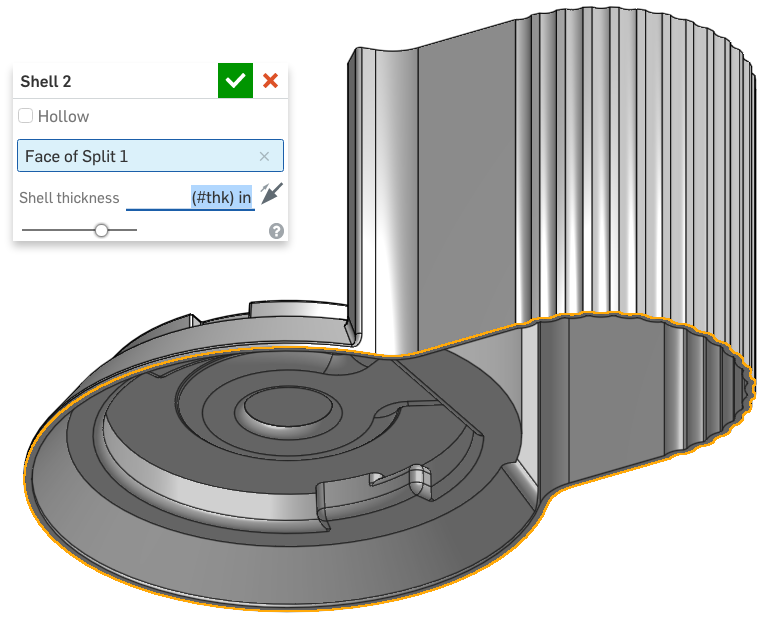 Shell 2
Hollow
Face of Split 1
Shell thickness (#thk) in